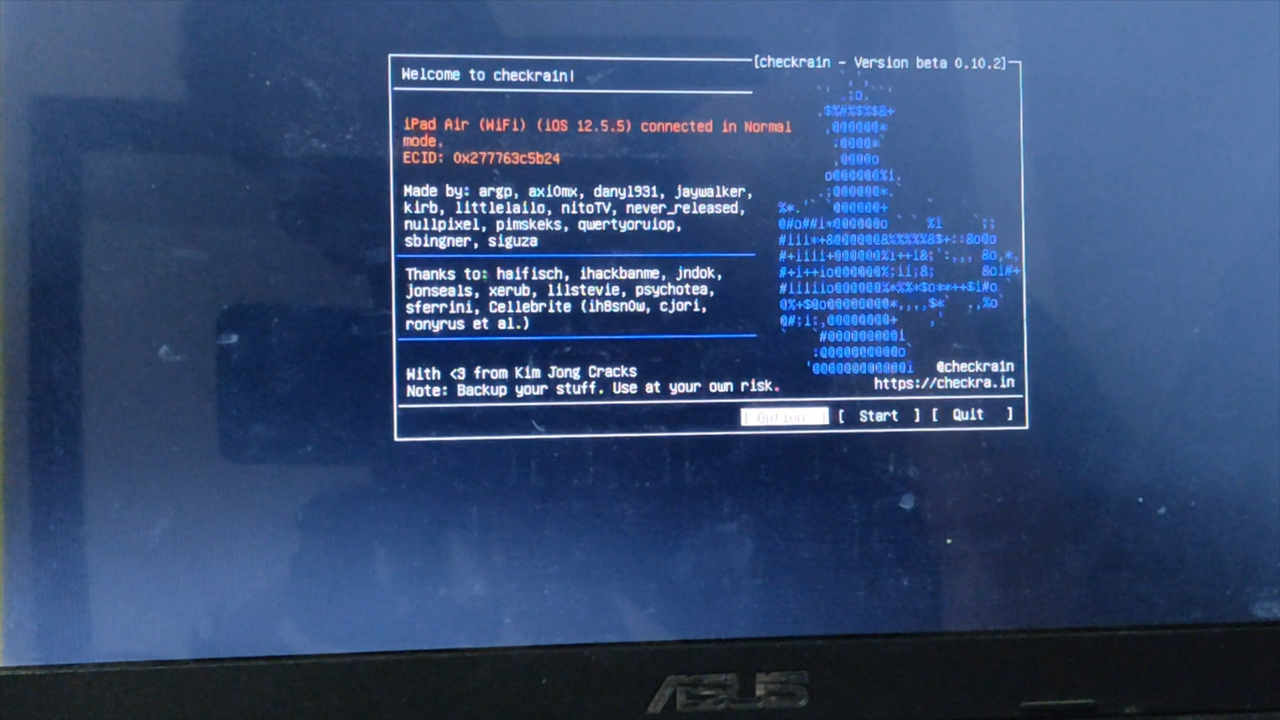 [checkrain - Version beta 0.10.2]
Welcome to checkrain!
iPad Air (WiFi) (iOS 12.5.5) connected in Normal
mode.
ECID: 0x277763c5b24
Made by: argp, axi0mx, danyl931, jaywalker,
kirb, littlelailo, nitoTV, never_released,
nullpixel, pimskeks, qwertyoruiop,
sbingner, siguza
Thanks to: haifisch, ihackbanme, jndok,
jonseals, xerub, lilstevie, psychotea,
sferrini, Cellebrite (ih8sn0w, cjori,
ronyrus et al.)
With <3 from Kim Jong Cracks
Note: Backup your stuff. Use at your own risk.
@checkrain
https://checkra.in
[ Option ] [ Start ] [ Quit ]
ASUS